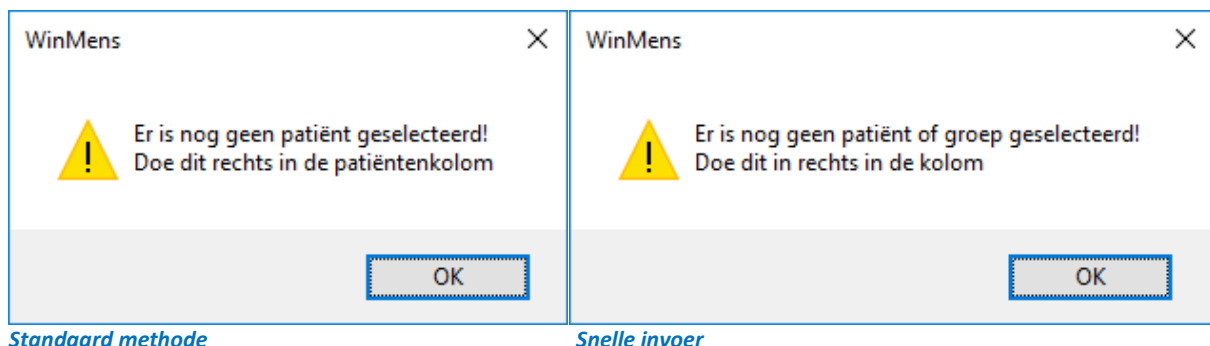 WinMens
Er is nog geen patiënt geselecteerd!
Doe dit rechts in de patiëntenkolom
OK
Standaard methode
WinMens
Er is nog geen patiënt of groep geselecteerd!
Doe dit in rechts in de kolom
OK
Snelle invoer